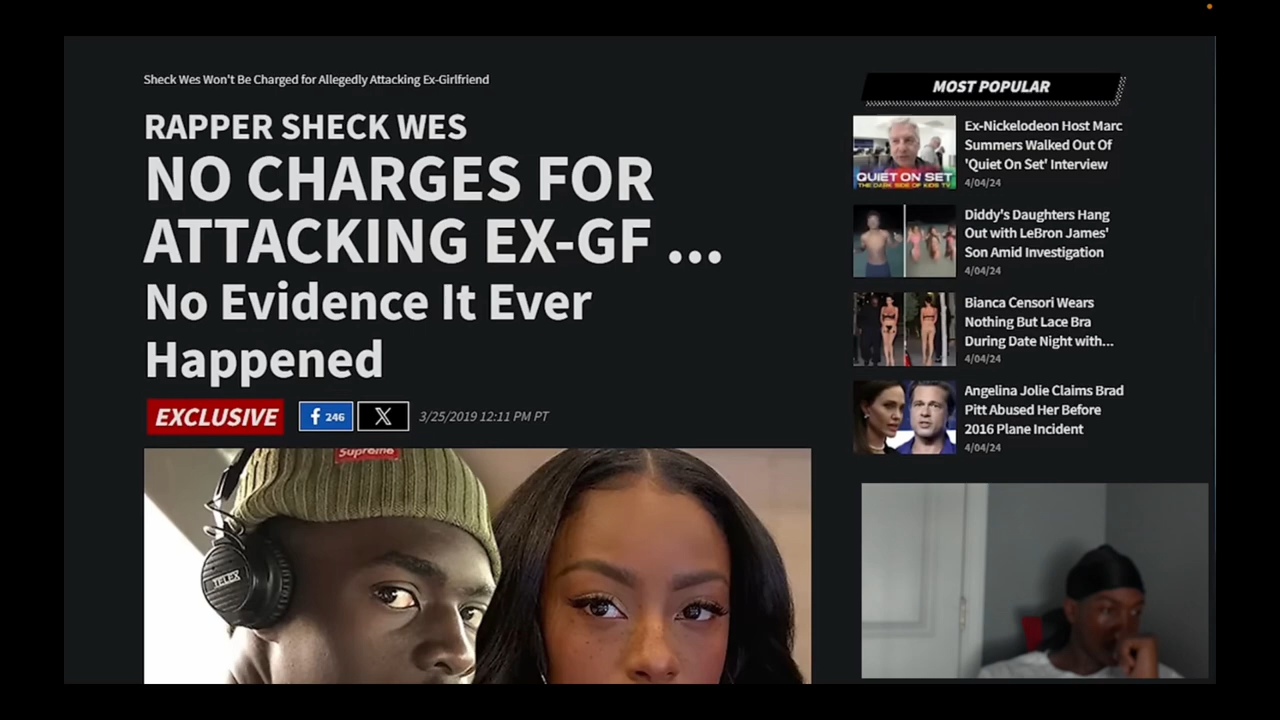 Sheck Wes Won't Be Charged for Allegedly Attacking Ex-Girlfriend
RAPPER SHECK WES
NO CHARGES FOR
ATTACKING EX-GF ...
No Evidence It Ever
Happened
EXCLUSIVE
246
3/25/2019 12:11 PM PT
Supreme
TELEX
MOST POPULAR
QUIET ON SET
THE DARK SIDE OF KIDS TV
Ex-Nickelodeon Host Marc
Summers Walked Out Of
'Quiet On Set' Interview
4/04/24
Diddy's Daughters Hang
Out with LeBron James'
Son Amid Investigation
4/04/24
Bianca Censori Wears
Nothing But Lace Bra
During Date Night with...
4/04/24
Angelina Jolie Claims Brad
Pitt Abused Her Before
2016 Plane Incident
4/04/24